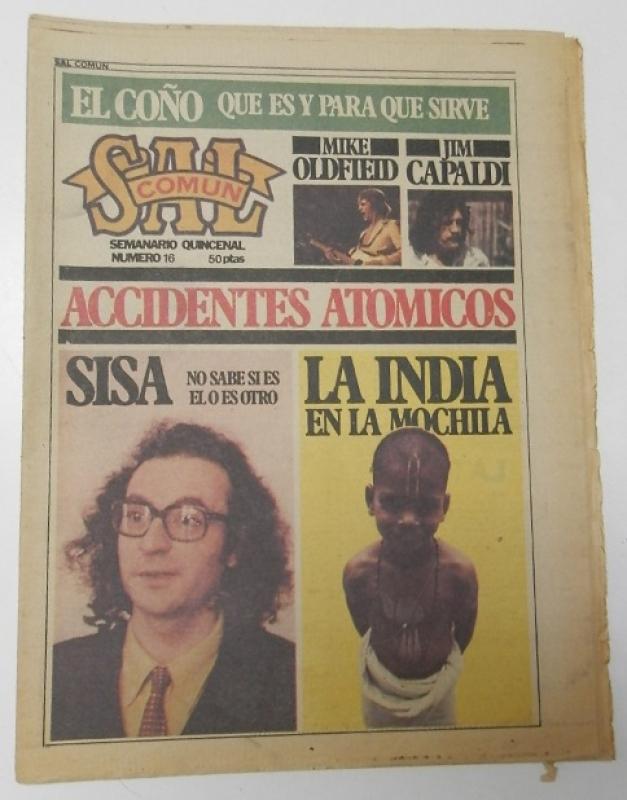 SAL COMUN
EL COÑO QUE ES Y PARA QUE SIRVE
SAL
COMUN
SEMANARIO QUINCENAL
NUMERO 16 50 ptas
MIKE
OLDFIELD
JIM
CAPALDI
ACCIDENTES ATOMICOS
SISA
NO SABE SI ES
EL O ES OTRO
LA INDIA
EN LA MOCHILA